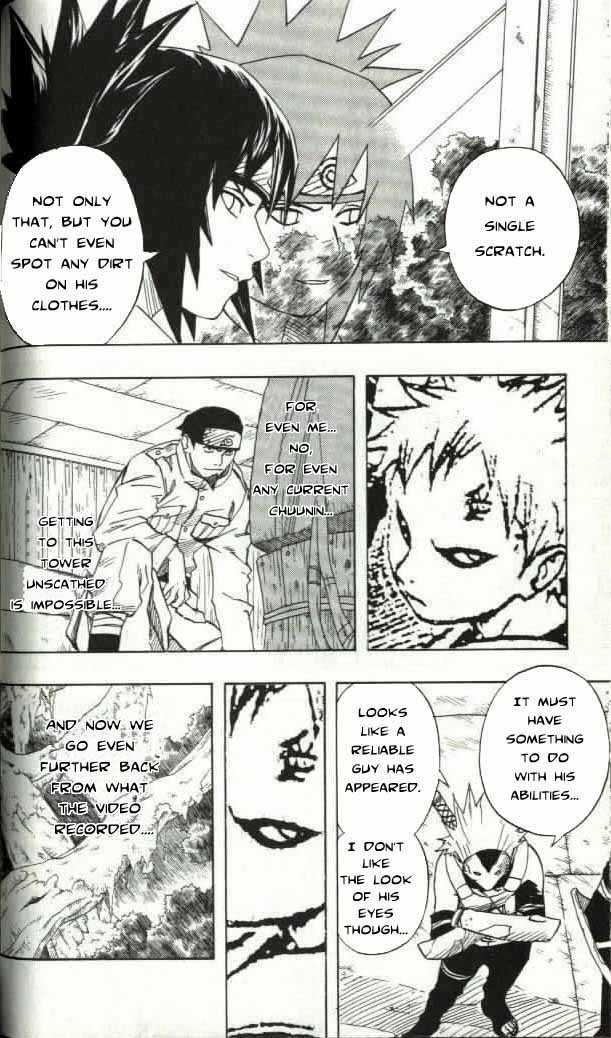 NOT A
SINGLE
SCRATCH.
NOT ONLY
THAT, BUT YOU
CAN'T EVEN
SPOT ANY DIRT
ON HIS
CLOTHES....
FOR
EVEN ME...
NO,
FOR EVEN
ANY CURRENT
CHUUNIN...
GETTING
TO THIS
TOWER
UNSCATHED
IS IMPOSSIBLE...
IT MUST
HAVE
SOMETHING
TO DO
WITH HIS
ABILITIES...
LOOKS
LIKE A
RELIABLE
GUY HAS
APPEARED.
I DON'T
LIKE
THE LOOK
OF HIS
EYES
THOUGH...
AND NOW WE
GO EVEN
FURTHER BACK
FROM WHAT
THE VIDEO
RECORDED....